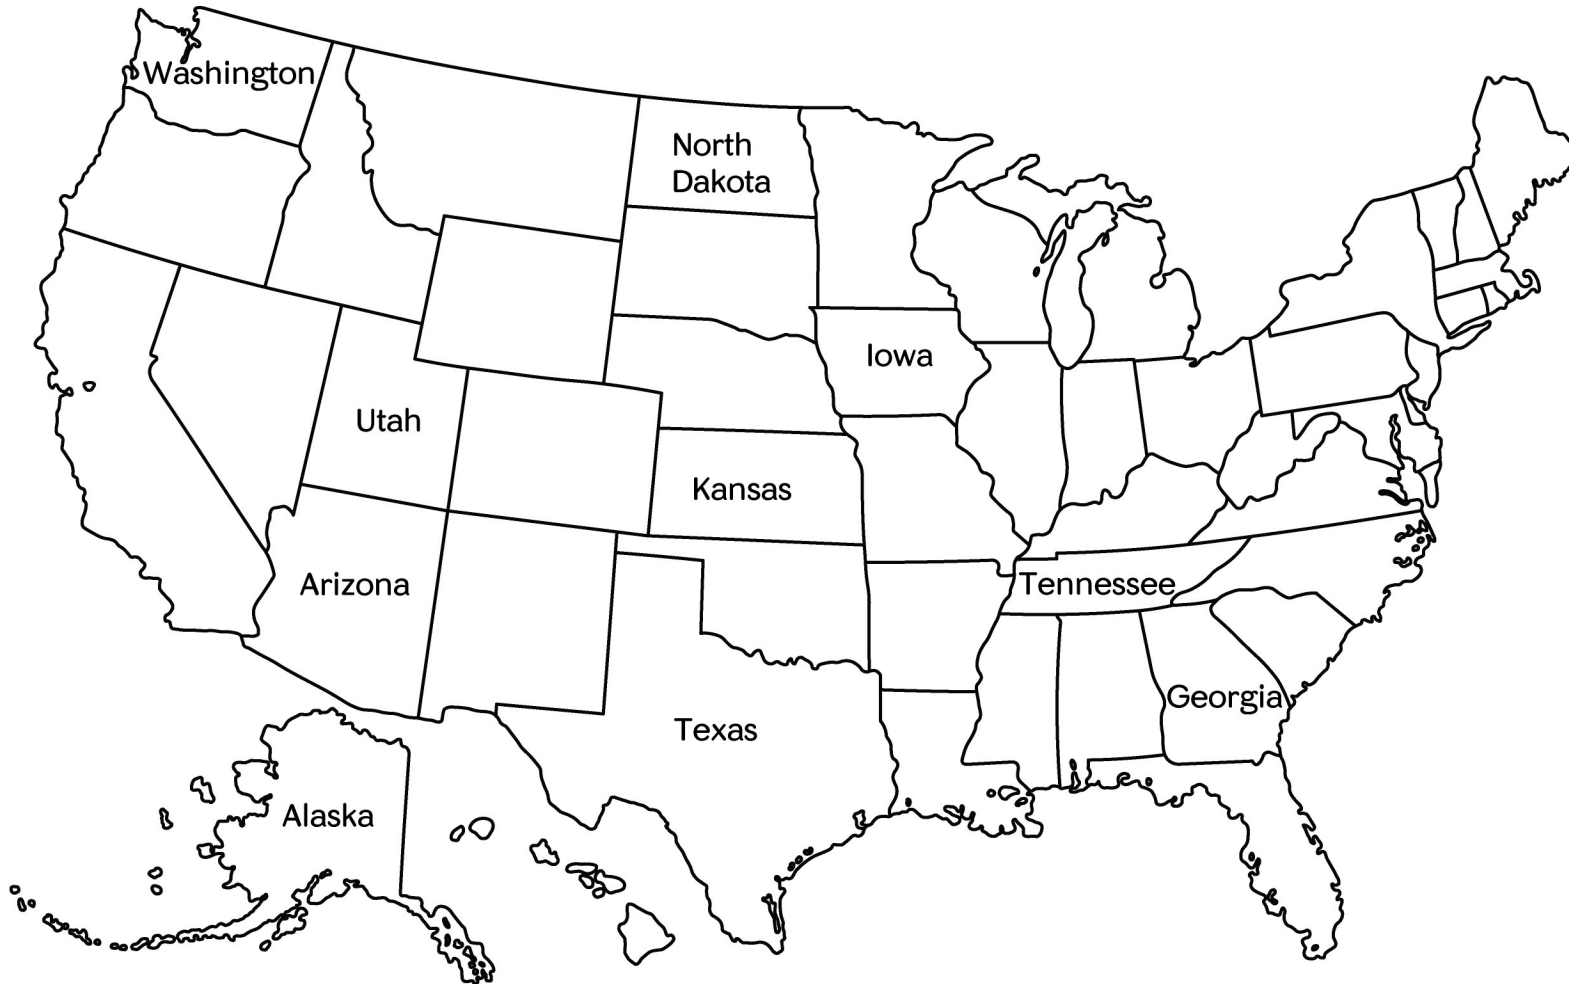 Washington
North
Dakota
Iowa
Utah
Kansas
Arizona
Tennessee
Georgia
Texas
Alaska